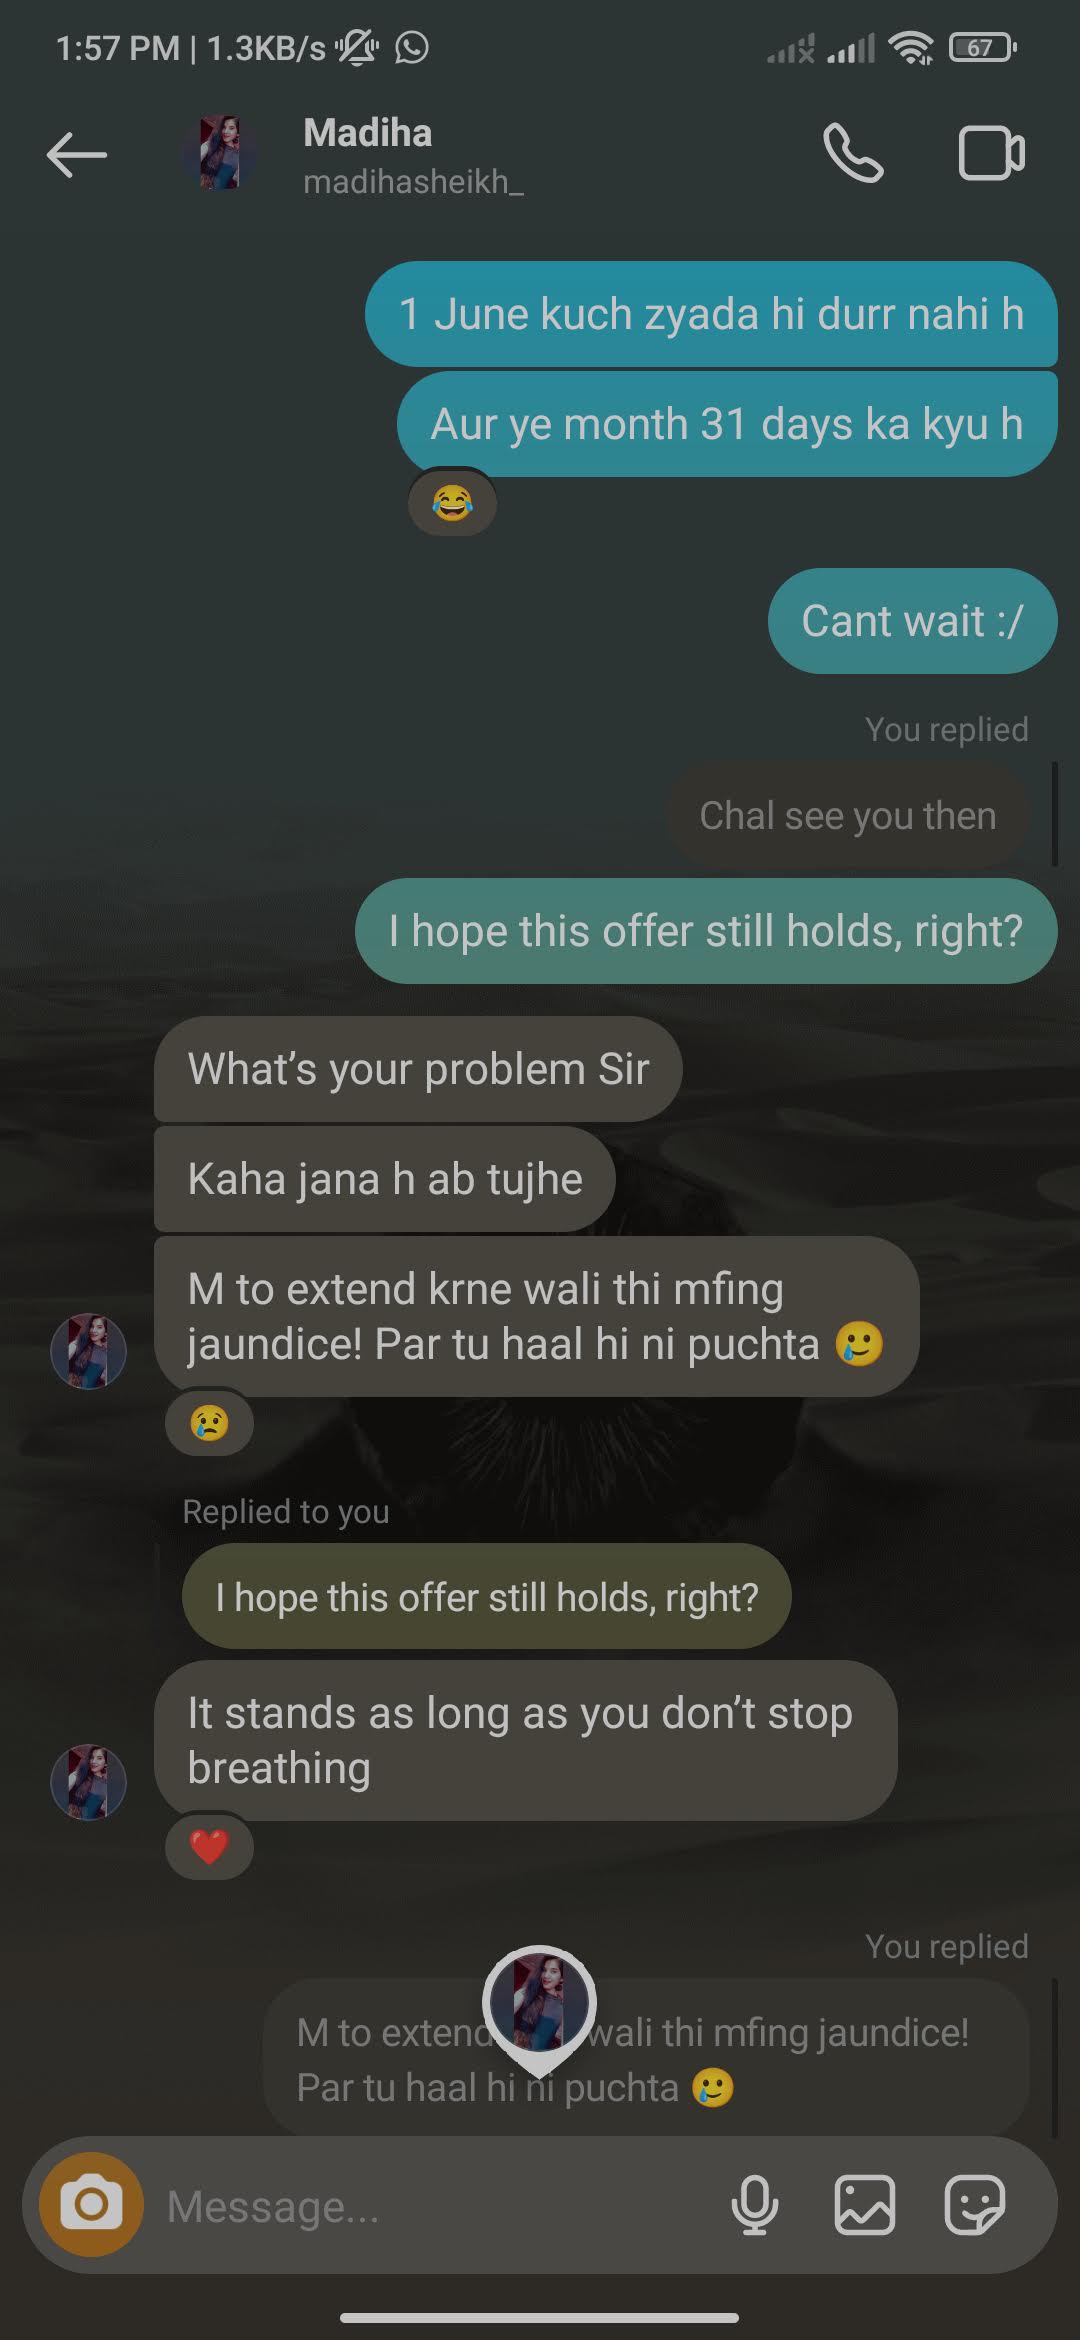 1:57 PM | 1.3KB/s
67
Madiha
madihasheikh_
1 June kuch zyada hi durr nahi h
Aur ye month 31 days ka kyu h
😂
Cant wait :/
You replied
Chal see you then
I hope this offer still holds, right?
What's your problem Sir
Kaha jana h ab tujhe
M to extend krne wali thi mfing
jaundice! Par tu haal hi ni puchta 🥲
😢
Replied to you
I hope this offer still holds, right?
It stands as long as you don't stop
breathing
❤️
You replied
M to extend wali thi mfing jaundice!
Par tu haal hi ni puchta 🥲
Message...